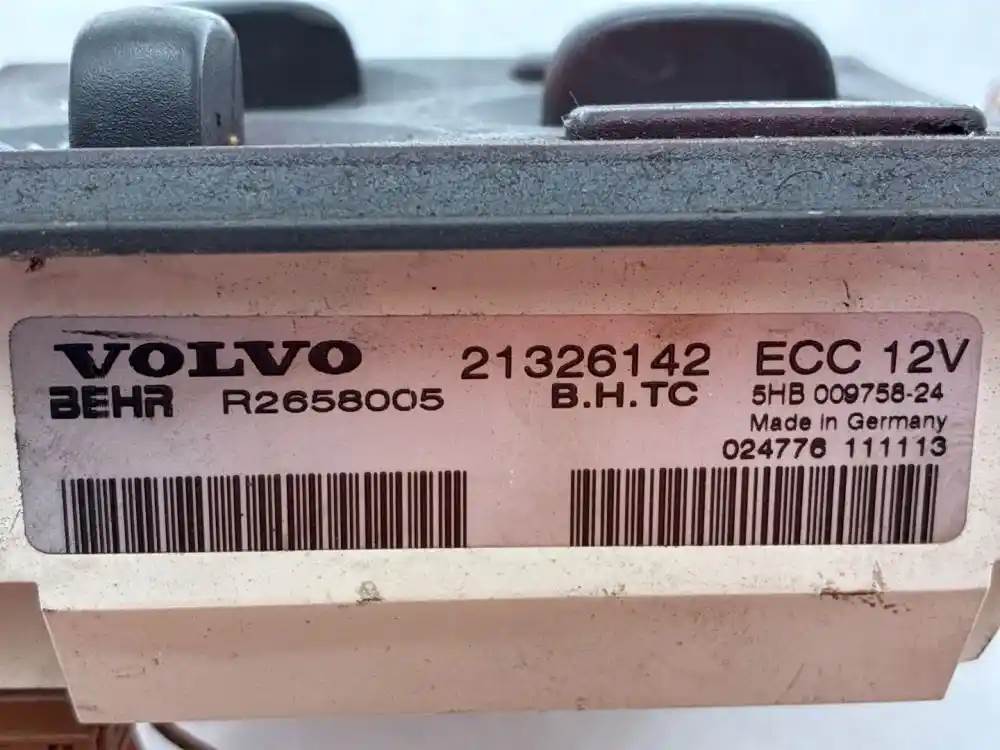 VOLVO 21326142 ECC 12V
BEHR R2658005 B.H.TC 5HB 009758-24
Made in Germany
024776 111113